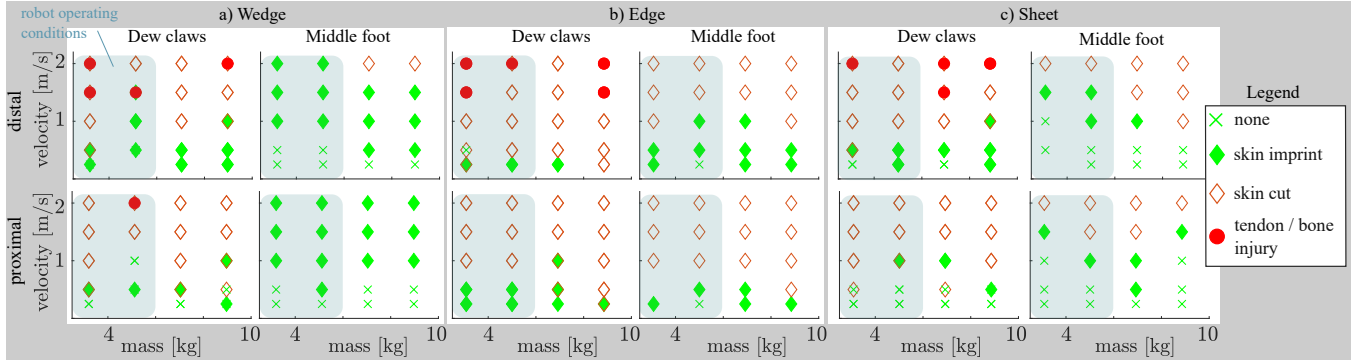 robot operating
conditions
a) Wedge
b) Edge
c) Sheet
Dew claws
Middle foot
Dew claws
Middle foot
Dew claws
Middle foot
distal
velocity [m/s]
2
1
proximal
velocity [m/s]
2
1
4
mass [kg]
10
4
mass [kg]
10
4
mass [kg]
10
4
mass [kg]
10
4
mass [kg]
10
4
mass [kg]
10
Legend
none
skin imprint
skin cut
tendon / bone
injury